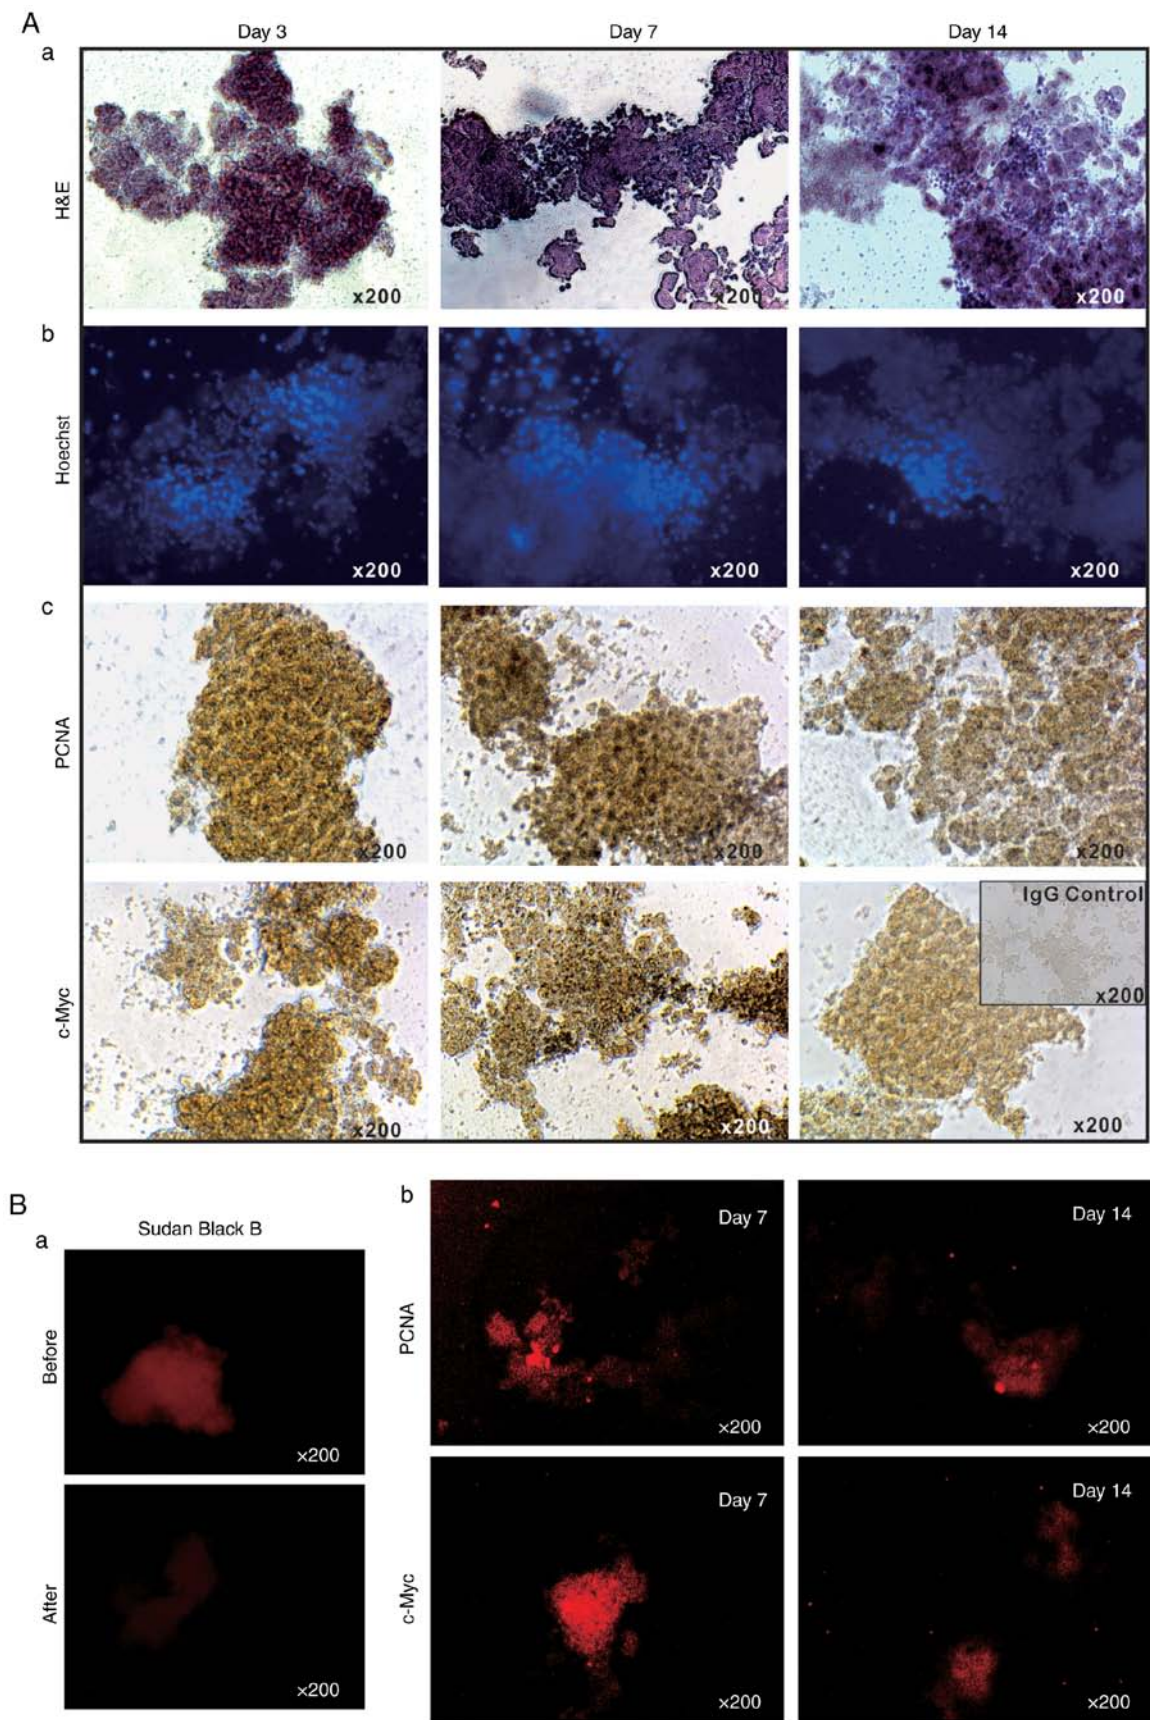 A
Day 3 Day 7 Day 14
a
H&E
x200 x200 x200
b
Hoechst
x200 x200 x200
c
PCNA
x200 x200 x200
c-Myc
IgG Control
x200
x200 x200 x200
B
a
Sudan Black B
Before
×200
After
×200
b
PCNA
Day 7 Day 14
×200 ×200
c-Myc
Day 7 Day 14
×200 ×200